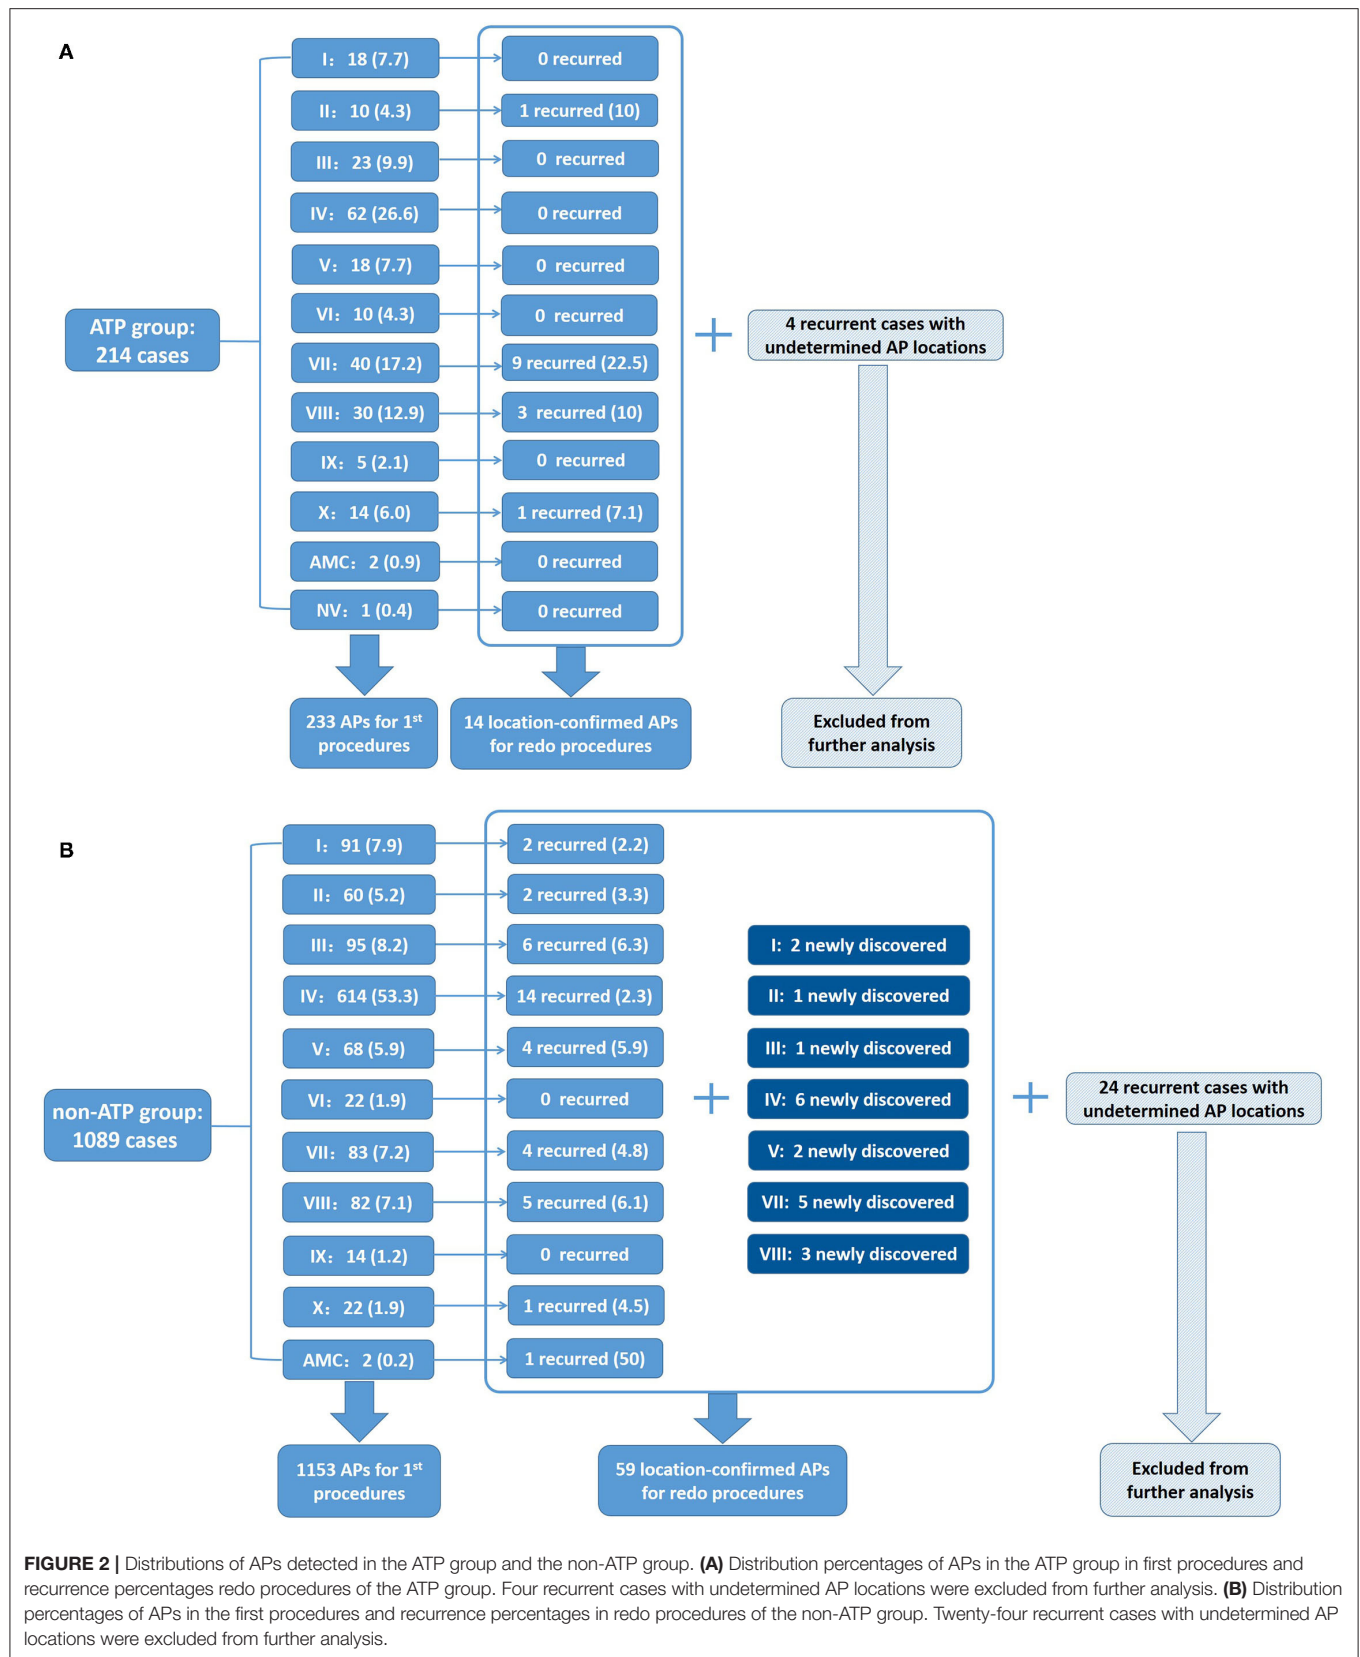 A
I：18 (7.7)
0 recurred
II：10 (4.3)
1 recurred (10)
III：23 (9.9)
0 recurred
IV：62 (26.6)
0 recurred
V：18 (7.7)
0 recurred
VI：10 (4.3)
0 recurred
ATP group:
214 cases
4 recurrent cases with
undetermined AP locations
VII：40 (17.2)
9 recurred (22.5)
VIII：30 (12.9)
3 recurred (10)
IX：5 (2.1)
0 recurred
X：14 (6.0)
1 recurred (7.1)
AMC：2 (0.9)
0 recurred
NV：1 (0.4)
0 recurred
233 APs for 1st
procedures
14 location-confirmed APs
for redo procedures
Excluded from
further analysis
B
I：91 (7.9)
2 recurred (2.2)
II：60 (5.2)
2 recurred (3.3)
III：95 (8.2)
6 recurred (6.3)
IV：614 (53.3)
14 recurred (2.3)
V：68 (5.9)
4 recurred (5.9)
VI：22 (1.9)
0 recurred
VII：83 (7.2)
4 recurred (4.8)
VIII：82 (7.1)
5 recurred (6.1)
IX：14 (1.2)
0 recurred
X：22 (1.9)
1 recurred (4.5)
AMC：2 (0.2)
1 recurred (50)
non-ATP group:
1089 cases
I: 2 newly discovered
II: 1 newly discovered
III: 1 newly discovered
IV: 6 newly discovered
V: 2 newly discovered
VII: 5 newly discovered
VIII: 3 newly discovered
24 recurrent cases with
undetermined AP locations
1153 APs for 1st
procedures
59 location-confirmed APs
for redo procedures
Excluded from
further analysis
FIGURE 2 | Distributions of APs detected in the ATP group and the non-ATP group. (A) Distribution percentages of APs in the ATP group in first procedures and
recurrence percentages redo procedures of the ATP group. Four recurrent cases with undetermined AP locations were excluded from further analysis. (B) Distribution
percentages of APs in the first procedures and recurrence percentages in redo procedures of the non-ATP group. Twenty-four recurrent cases with undetermined AP
locations were excluded from further analysis.